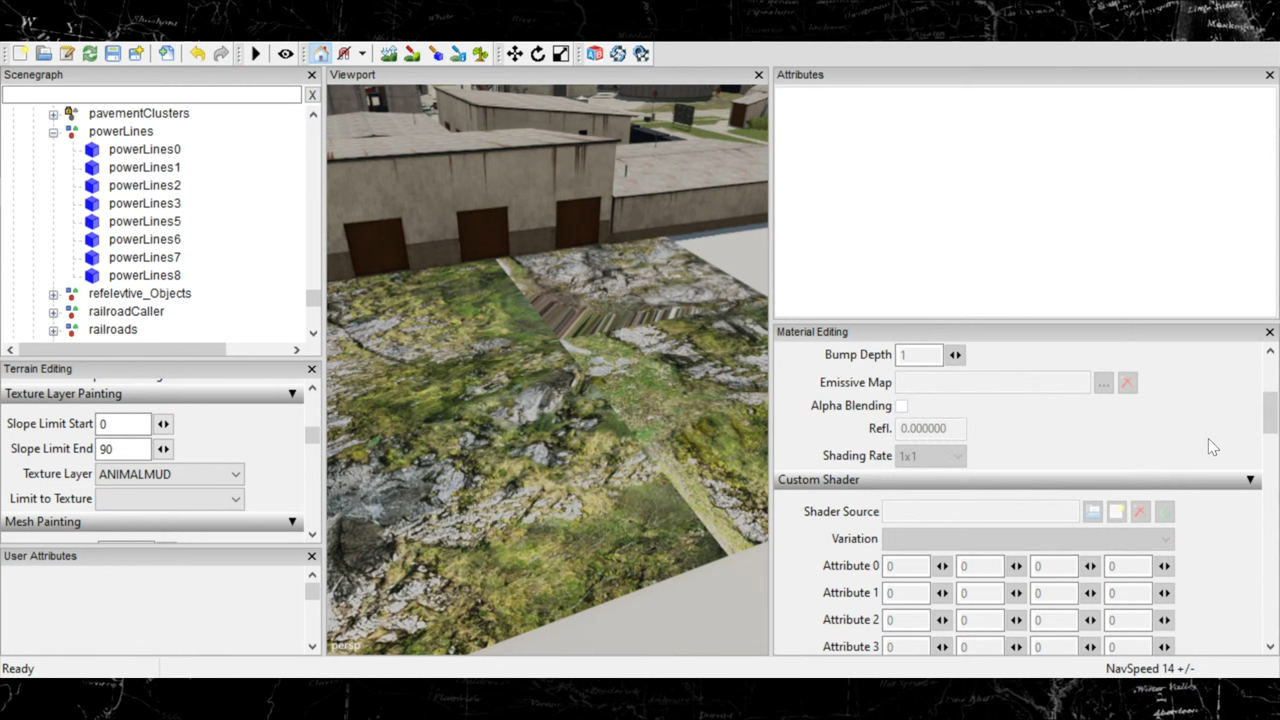 Scenegraph
Viewport
Attributes
X
pavementClusters
powerLines
powerLines0
powerLines1
powerLines2
powerLines3
powerLines5
powerLines6
powerLines7
powerLines8
refelevtive_Objects
railroadCaller
railroads
Terrain Editing
Texture Layer Painting
Slope Limit Start 0
Slope Limit End 90
Texture Layer ANIMALMUD
Limit to Texture
Mesh Painting
User Attributes
persp
Material Editing
Bump Depth 1
Emissive Map ...
Alpha Blending
Refl. 0.000000
Shading Rate 1x1
Custom Shader
Shader Source
Variation
Attribute 0 0 0 0 0
Attribute 1 0 0 0 0
Attribute 2 0 0 0 0
Attribute 3 0 0 0 0
Ready
NavSpeed 14 +/-